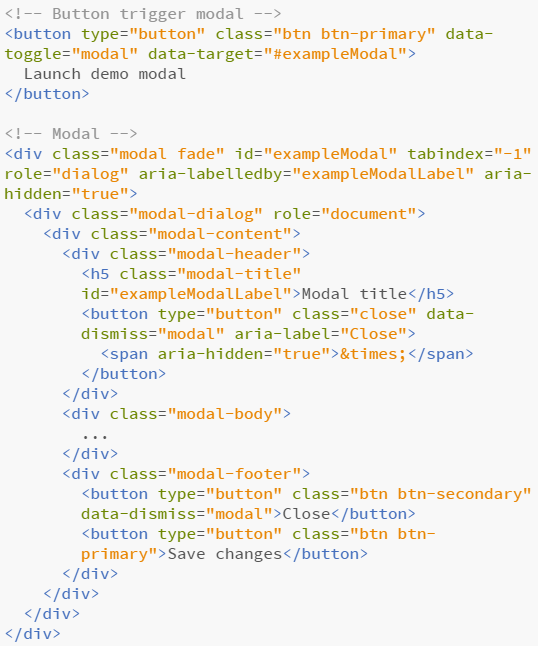 <!-- Button trigger modal -->
<button type="button" class="btn btn-primary" data-
toggle="modal" data-target="#exampleModal">
  Launch demo modal
</button>

<!-- Modal -->
<div class="modal fade" id="exampleModal" tabindex="-1"
role="dialog" aria-labelledby="exampleModalLabel" aria-
hidden="true">
  <div class="modal-dialog" role="document">
    <div class="modal-content">
      <div class="modal-header">
        <h5 class="modal-title"
        id="exampleModalLabel">Modal title</h5>
        <button type="button" class="close" data-
        dismiss="modal" aria-label="Close">
          <span aria-hidden="true">&times;</span>
        </button>
      </div>
      <div class="modal-body">
        ...
      </div>
      <div class="modal-footer">
        <button type="button" class="btn btn-secondary"
        data-dismiss="modal">Close</button>
        <button type="button" class="btn btn-
        primary">Save changes</button>
      </div>
    </div>
  </div>
</div>